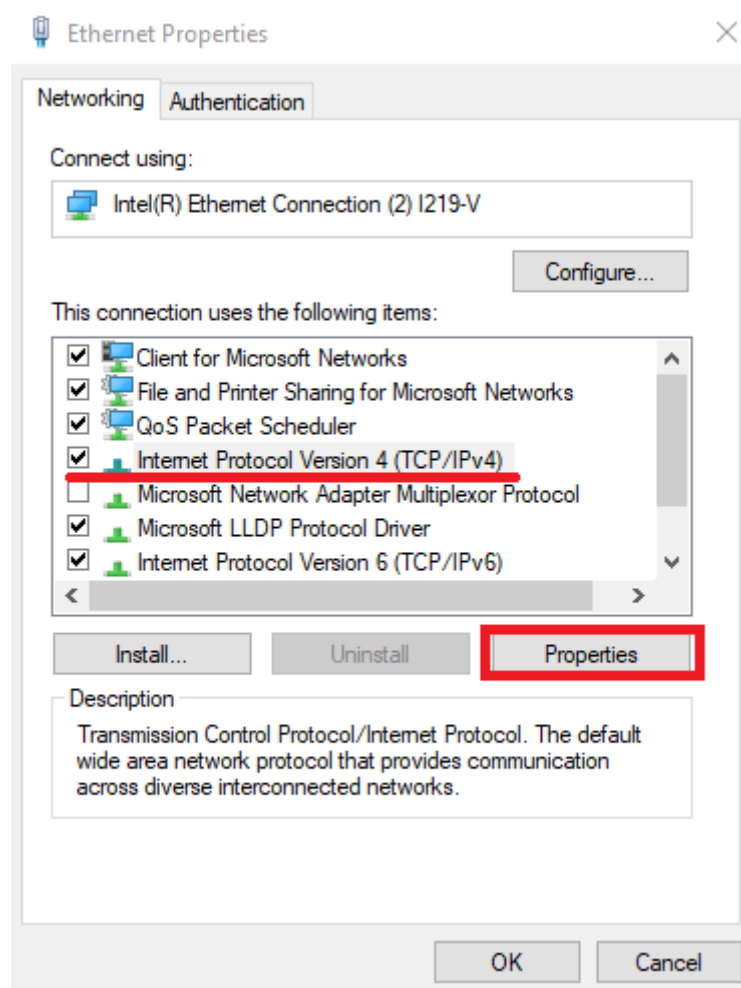 Ethernet Properties
Networking
Authentication
Connect using:
Intel(R) Ethernet Connection (2) I219-V
Configure...
This connection uses the following items:
Client for Microsoft Networks
File and Printer Sharing for Microsoft Networks
QoS Packet Scheduler
Internet Protocol Version 4 (TCP/IPv4)
Microsoft Network Adapter Multiplexor Protocol
Microsoft LLDP Protocol Driver
Internet Protocol Version 6 (TCP/IPv6)
Install...
Uninstall
Properties
Description
Transmission Control Protocol/Internet Protocol. The default
wide area network protocol that provides communication
across diverse interconnected networks.
OK
Cancel